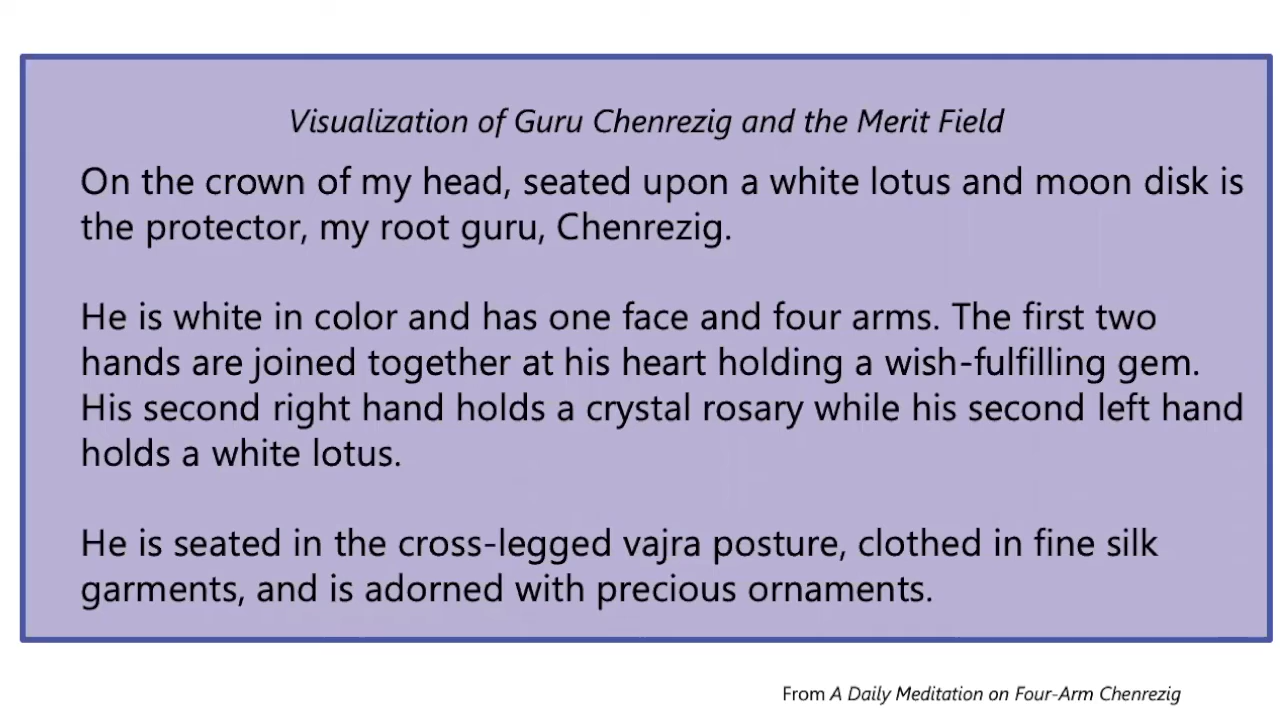 Visualization of Guru Chenrezig and the Merit Field
On the crown of my head, seated upon a white lotus and moon disk is
the protector, my root guru, Chenrezig.
He is white in color and has one face and four arms. The first two
hands are joined together at his heart holding a wish-fulfilling gem.
His second right hand holds a crystal rosary while his second left hand
holds a white lotus.
He is seated in the cross-legged vajra posture, clothed in fine silk
garments, and is adorned with precious ornaments.
From A Daily Meditation on Four-Arm Chenrezig